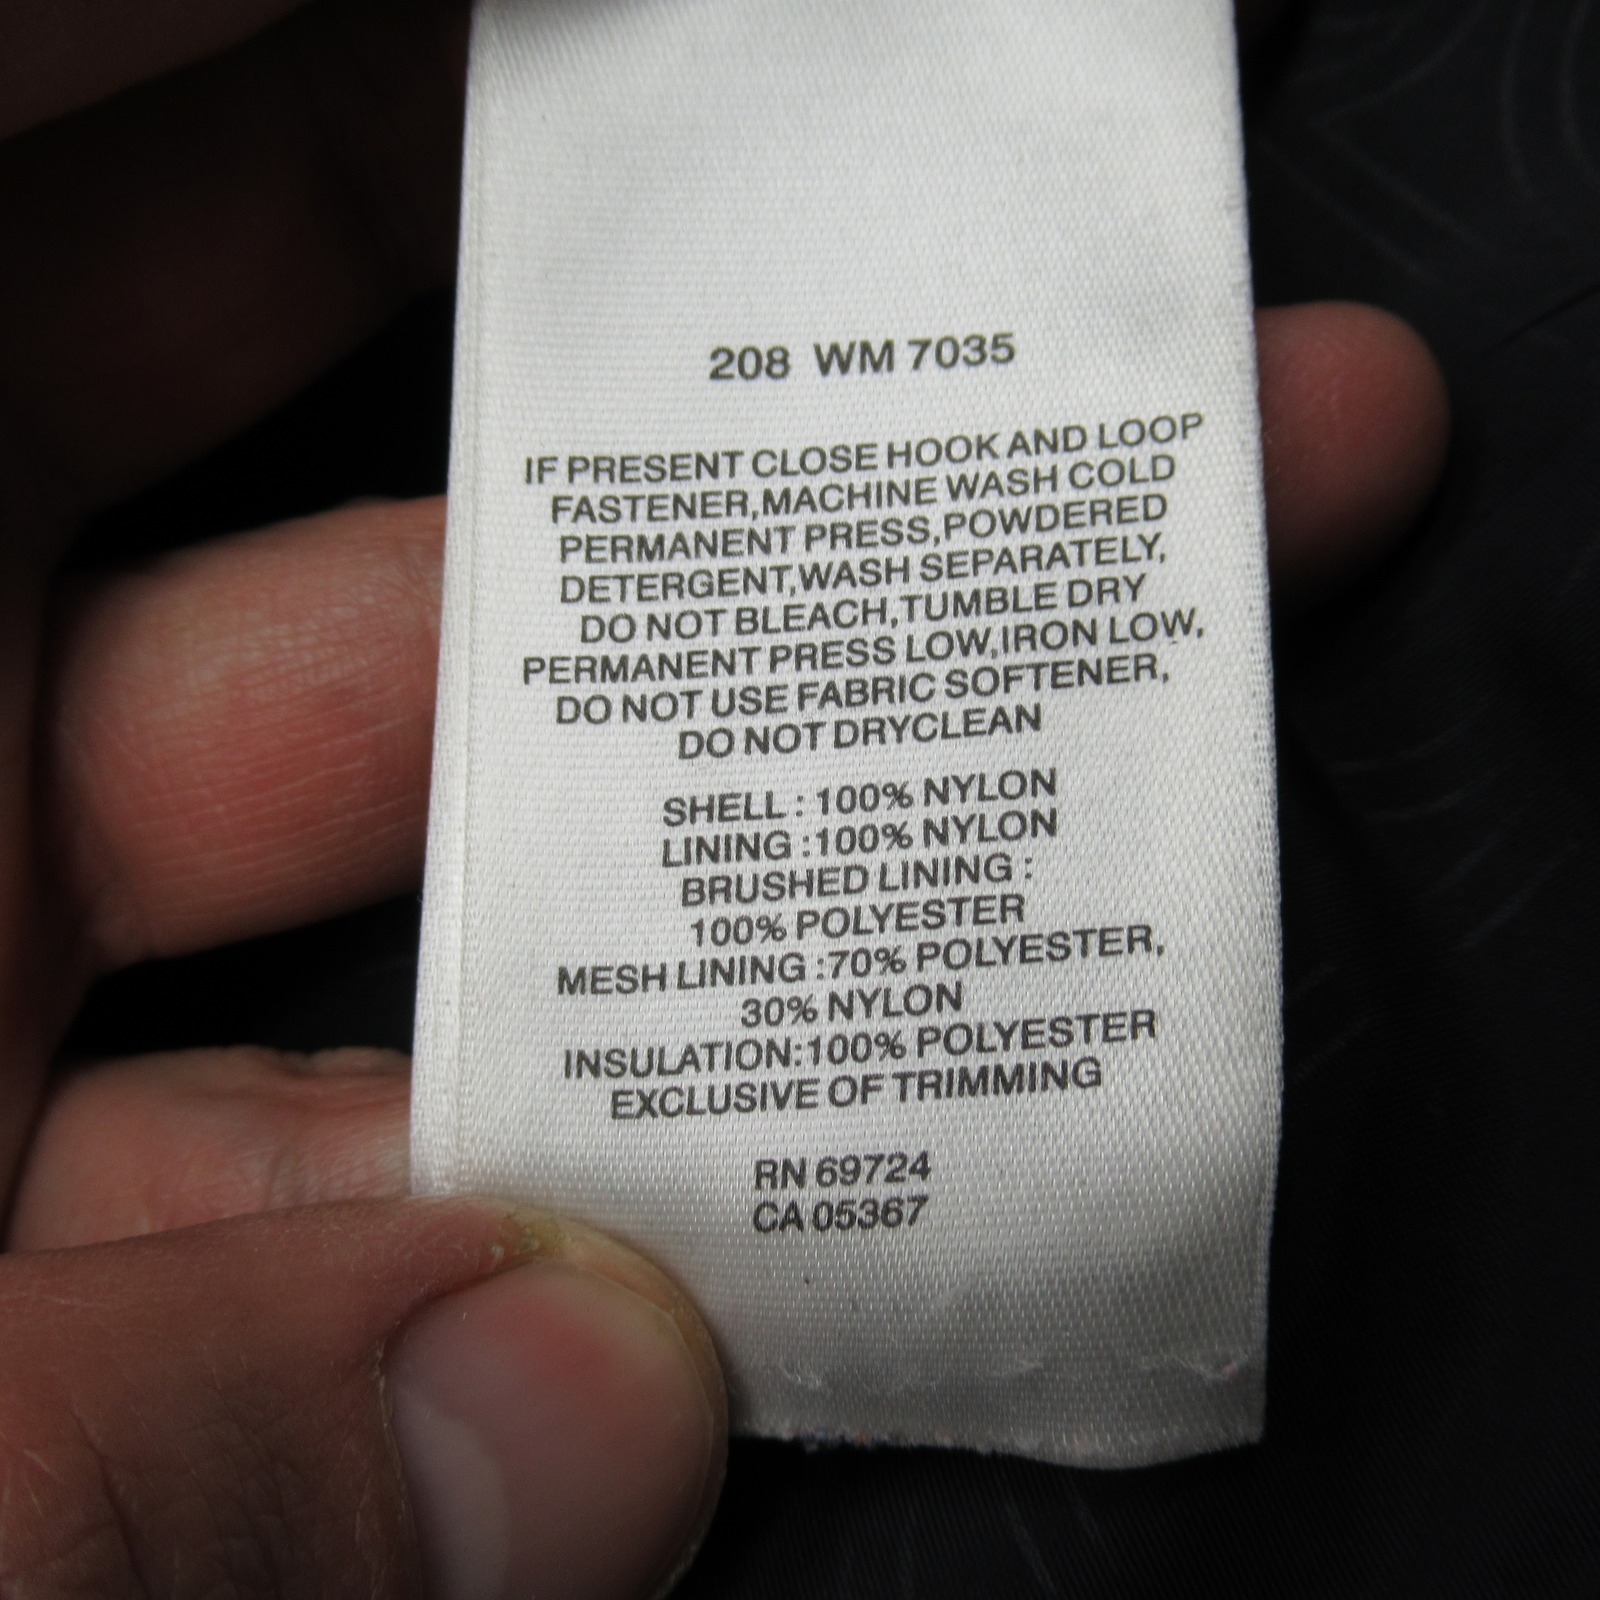 208 WM 7035
IF PRESENT CLOSE HOOK AND LOOP
FASTENER,MACHINE WASH COLD
PERMANENT PRESS,POWDERED
DETERGENT,WASH SEPARATELY,
DO NOT BLEACH,TUMBLE DRY
PERMANENT PRESS LOW,IRON LOW,
DO NOT USE FABRIC SOFTENER,
DO NOT DRYCLEAN
SHELL : 100% NYLON
LINING :100% NYLON
BRUSHED LINING :
100% POLYESTER
MESH LINING :70% POLYESTER,
30% NYLON
INSULATION:100% POLYESTER
EXCLUSIVE OF TRIMMING
RN 69724
CA 05367